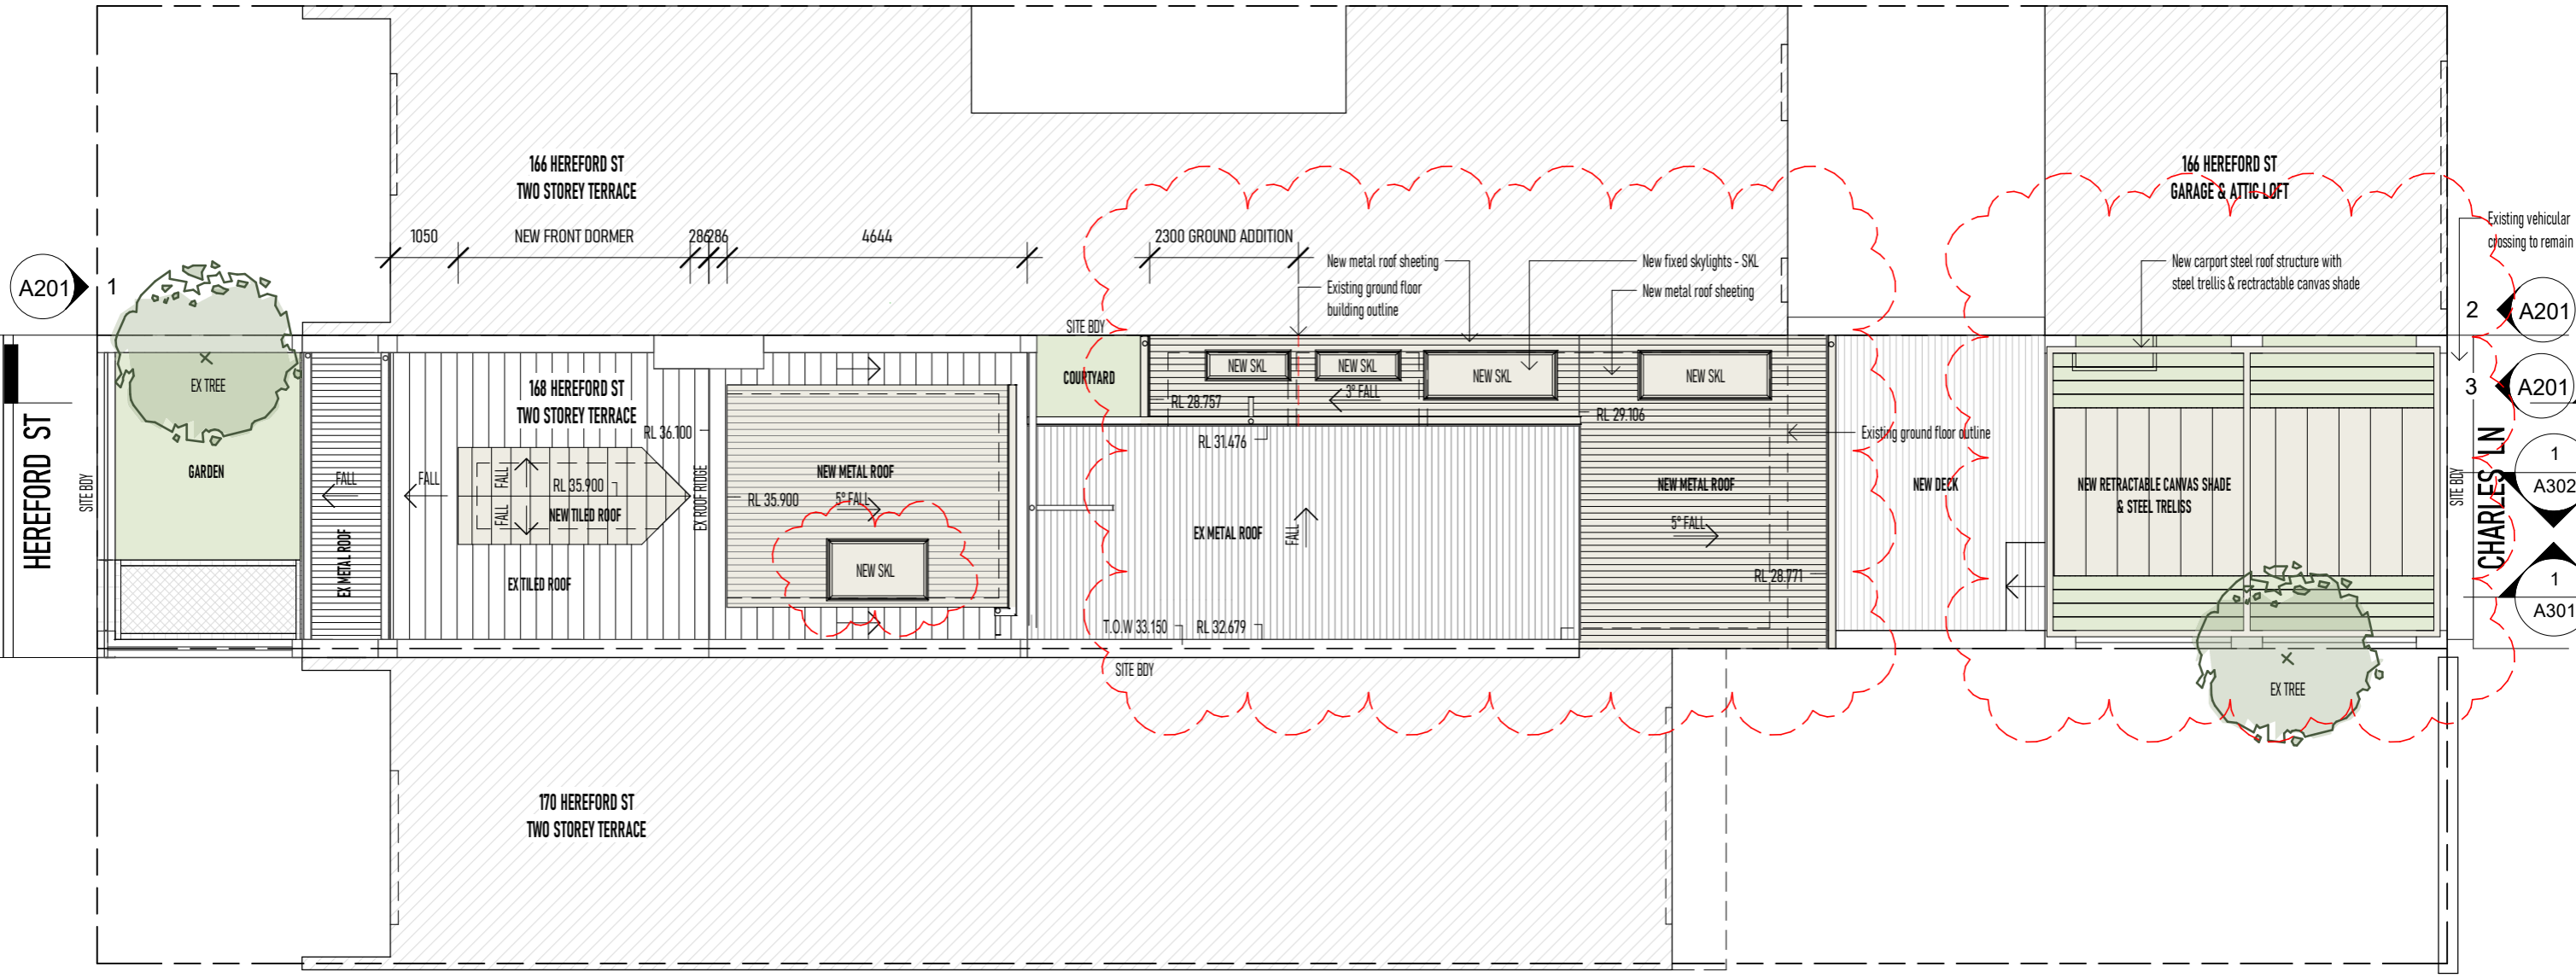 166 HEREFORD ST
TWO STOREY TERRACE
166 HEREFORD ST
GARAGE & ATTIC LOFT
Existing vehicular
crossing to remain
1050
NEW FRONT DORMER
286
286
4644
2300 GROUND ADDITION
New metal roof sheeting
Existing ground floor
building outline
New fixed skylights - SKL
New metal roof sheeting
New carport steel roof structure with
steel trellis & rectractable canvas shade
A201
1
2
A201
3
A201
1
A302
1
A301
SITE BDY
EX TREE
GARDEN
HEREFORD ST
SITE BDY
FALL
EX METAL ROOF
FALL
168 HEREFORD ST
TWO STOREY TERRACE
RL 36.100
FALL
FALL
RL 35.900
NEW TILED ROOF
EX TILED ROOF
EX ROOF RIDGE
NEW METAL ROOF
RL 35.900
5° FALL
NEW SKL
COURTYARD
NEW SKL
NEW SKL
NEW SKL
NEW SKL
RL 28.757
3° FALL
RL 29.106
RL 31.476
EX METAL ROOF
FALL
T.O.W 33.150
RL 32.679
SITE BDY
Existing ground floor outline
NEW METAL ROOF
5° FALL
RL 28.771
NEW DECK
NEW RETRACTABLE CANVAS SHADE
& STEEL TRELISS
SITE BDY
CHARLES LN
EX TREE
170 HEREFORD ST
TWO STOREY TERRACE